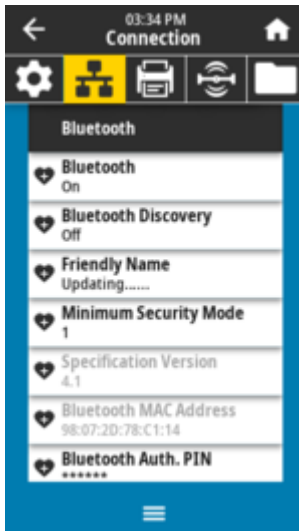 03:34 PM
Connection
Bluetooth
Bluetooth
On
Bluetooth Discovery
Off
Friendly Name
Updating......
Minimum Security Mode
1
Specification Version
4.1
Bluetooth MAC Address
98:07:2D:78:C1:14
Bluetooth Auth. PIN
******